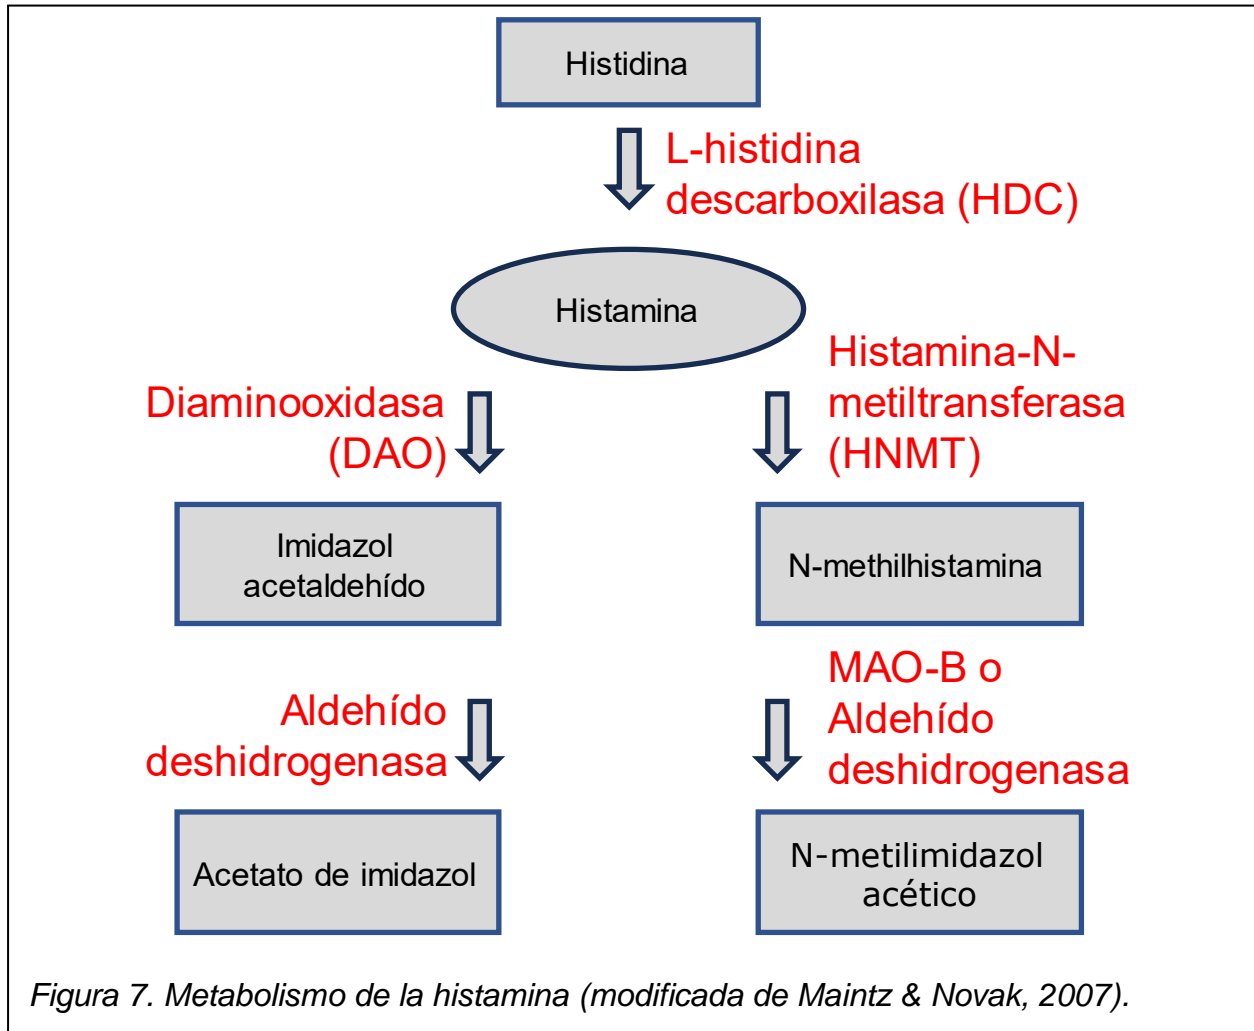 Histidina
L-histidina
descarboxilasa (HDC)
Histamina
Diaminooxidasa
(DAO)
Histamina-N-
metiltransferasa
(HNMT)
Imidazol
acetaldehído
N-methilhistamina
Aldehído
deshidrogenasa
MAO-B o
Aldehído
deshidrogenasa
Acetato de imidazol
N-metilimidazol
acético
Figura 7. Metabolismo de la histamina (modificada de Maintz & Novak, 2007).